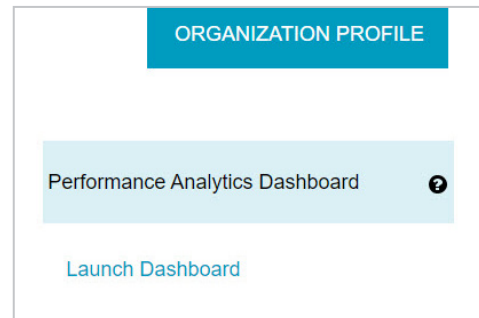 ORGANIZATION PROFILE
Performance Analytics Dashboard ?
Launch Dashboard